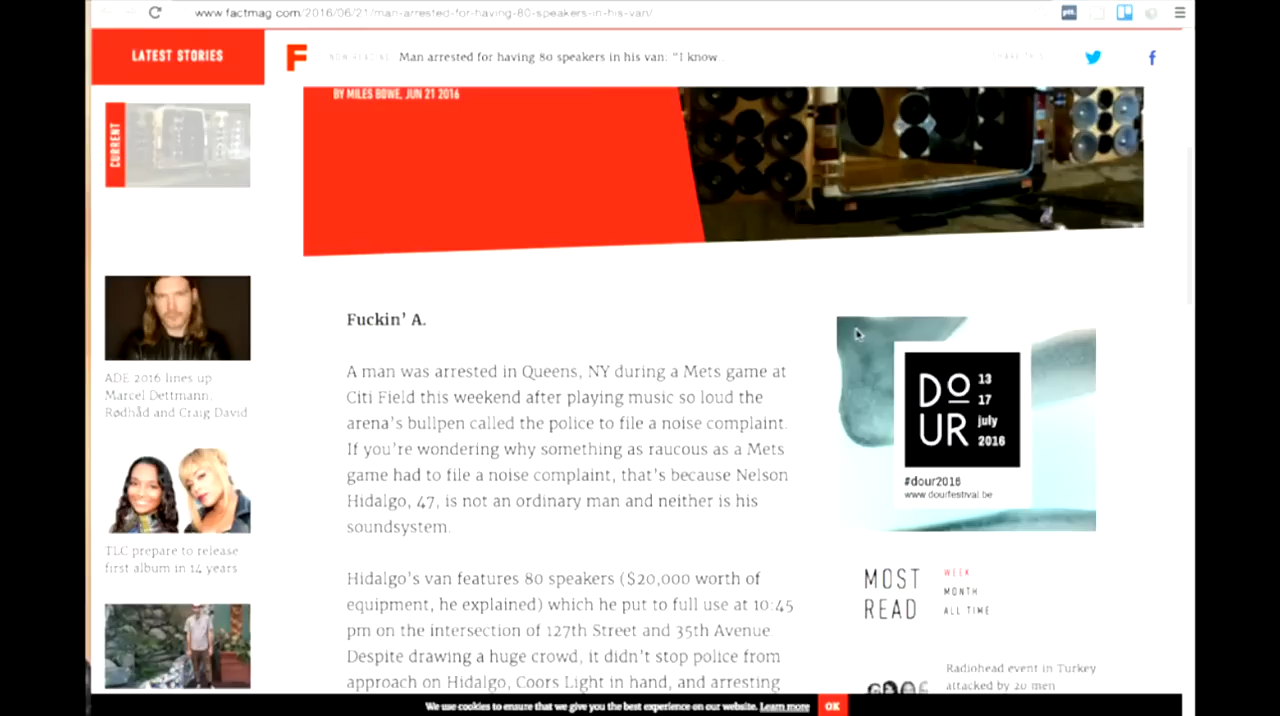 www.factmag.com/2016/06/21/man-arrested-for-having-80-speakers-in-his-van/
LATEST STORIES
F
NOW READING
Man arrested for having 80 speakers in his van: "I know
SHARE THIS
f
CURRENT
BY MILES BOWE, JUN 21 2016
ADE 2016 lines up
Marcel Dettmann,
Rødhåd and Craig David
TLC prepare to release
first album in 14 years
Fuckin' A.
A man was arrested in Queens, NY during a Mets game at
Citi Field this weekend after playing music so loud the
arena's bullpen called the police to file a noise complaint.
If you're wondering why something as raucous as a Mets
game had to file a noise complaint, that's because Nelson
Hidalgo, 47, is not an ordinary man and neither is his
soundsystem.
Hidalgo's van features 80 speakers ($20,000 worth of
equipment, he explained) which he put to full use at 10:45
pm on the intersection of 127th Street and 35th Avenue.
Despite drawing a huge crowd, it didn't stop police from
approach on Hidalgo, Coors Light in hand, and arresting
DOUR
13
17
july
2016
#dour2016
www.dourfestival.be
MOST
READ
WEEK
MONTH
ALL TIME
Radiohead event in Turkey
attacked by 20 men
We use cookies to ensure that we give you the best experience on our website. Learn more
OK